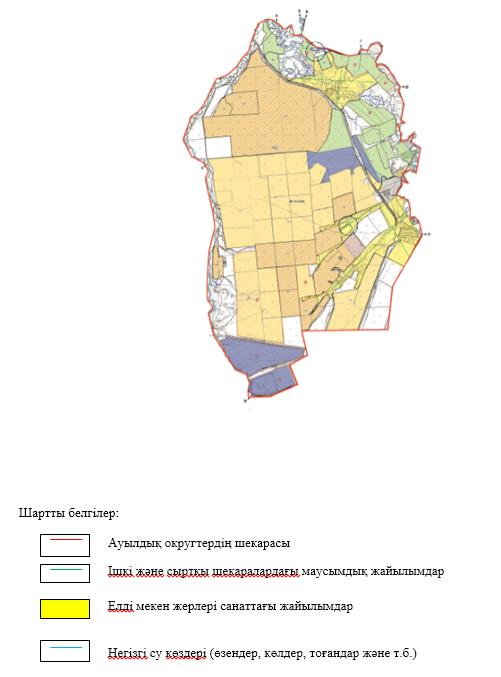 Шартты белгілер:
Ауылдық округтердің шекарасы
Ішкі және сыртқы шекаралардағы маусымдық жайылымдар
Елді мекен жерлері санаттағы жайылымдар
Негізгі су көздері (өзендер, көлдер, тоғандар және т.б.)